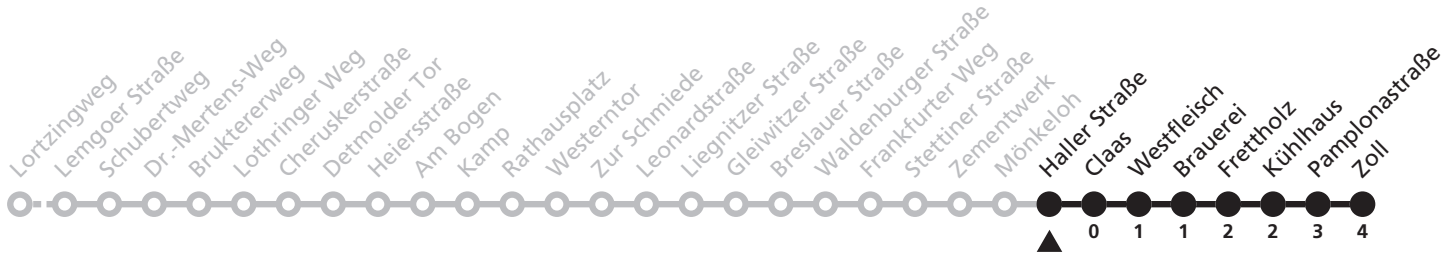 Lortzingweg
Lemgoer Straße
Schubertweg
Dr.-Mertens-Weg
Bruktererweg
Lothringer Weg
Cheruskerstraße
Detmolder Tor
Heiersstraße
Am Bogen
Kamp
Rathausplatz
Westerntor
Zur Schmiede
Leonardstraße
Liegnitzer Straße
Gleiwitzer Straße
Breslauer Straße
Waldenburger Straße
Frankfurter Weg
Stettiner Straße
Zementwerk
Mönkeloh
Haller Straße
Claas
Westfleisch
Brauerei
Frettholz
Kühlhaus
Pamplonastraße
Zoll
0 1 1 2 2 3 4